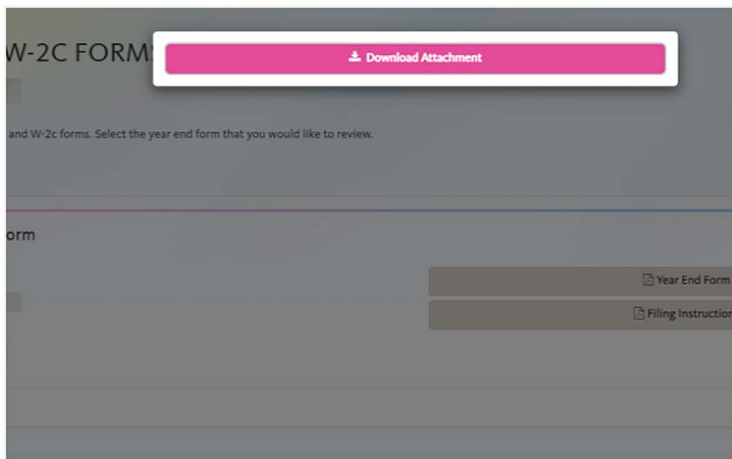 W-2C FORM
Download Attachment
and W-2c forms. Select the year end form that you would like to review.
orm
Year End Form
Filing Instruction